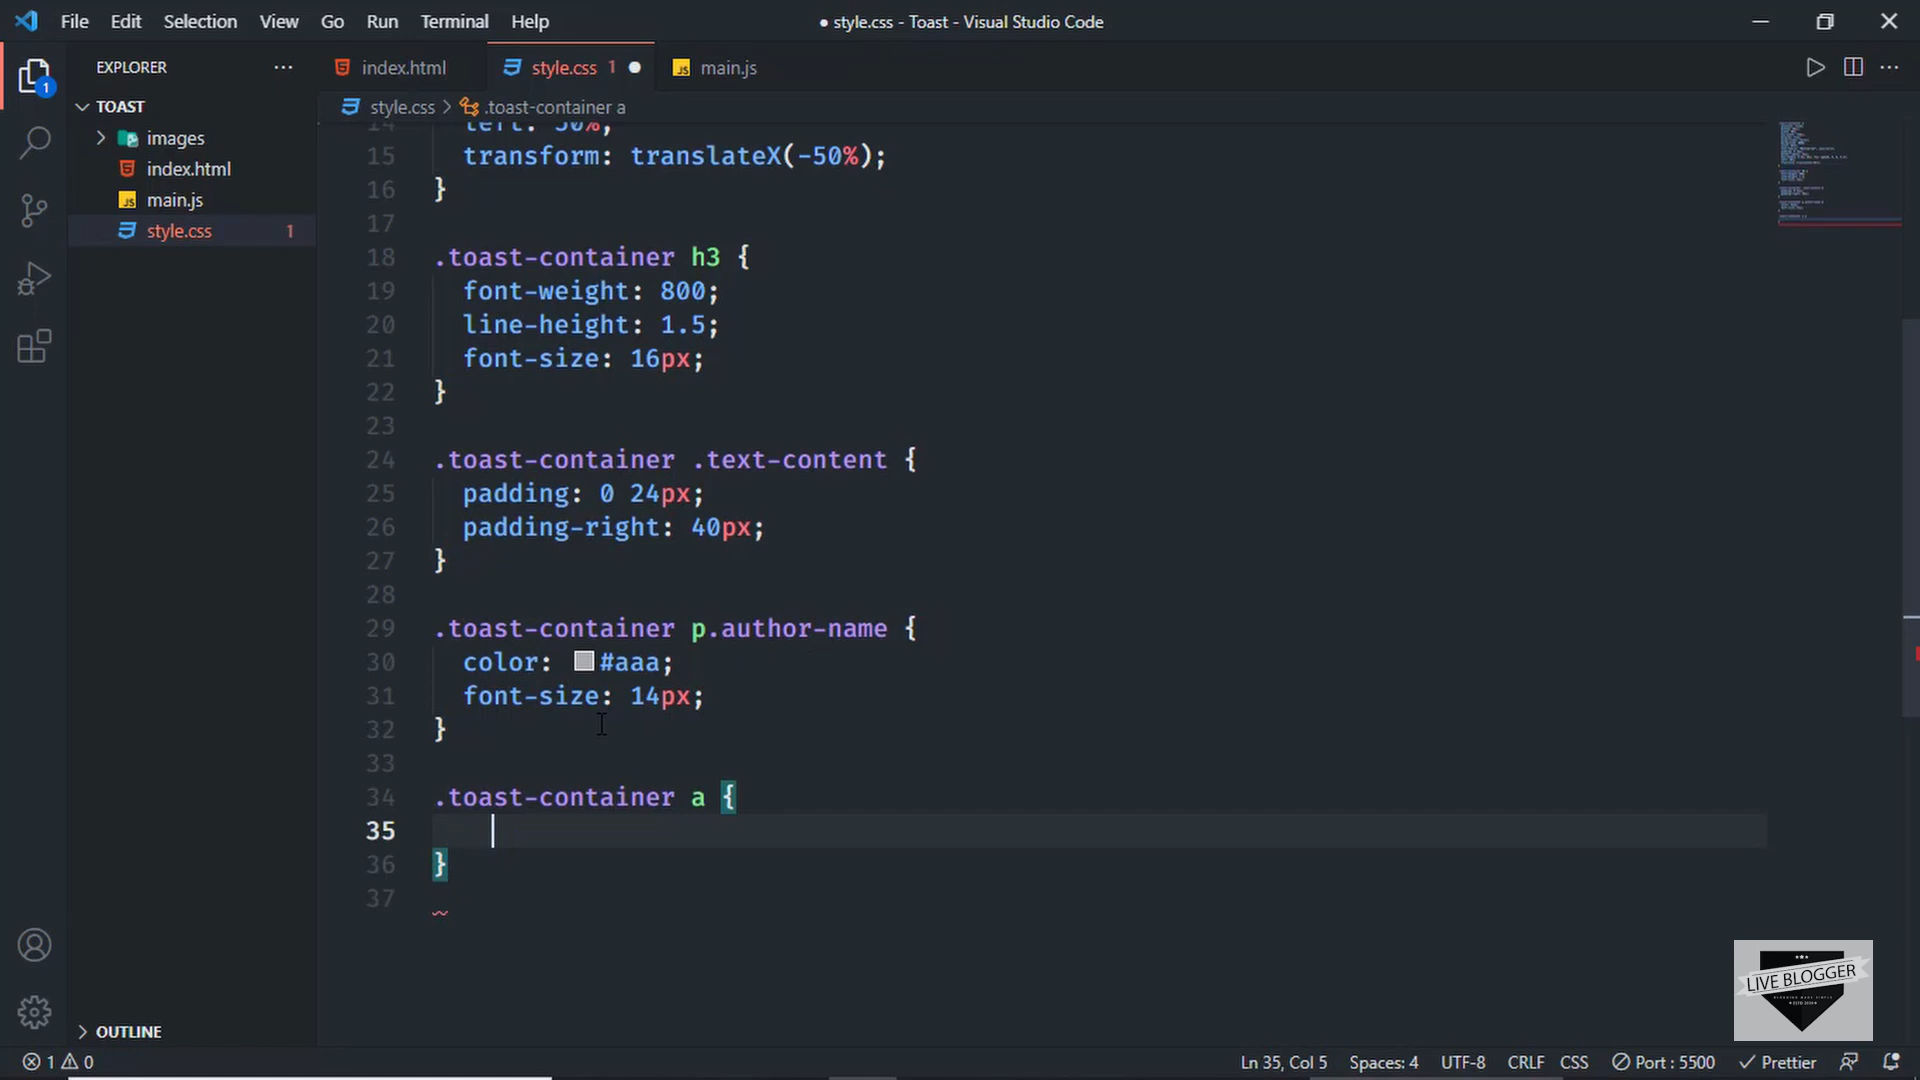 File Edit Selection View Go Run Terminal Help
● style.css - Toast - Visual Studio Code
EXPLORER
index.html
style.css 1
main.js
TOAST
style.css > .toast-container a
images
index.html
main.js
style.css 1
14 left: 50%;
15 transform: translateX(-50%);
16 }
17
18 .toast-container h3 {
19 font-weight: 800;
20 line-height: 1.5;
21 font-size: 16px;
22 }
23
24 .toast-container .text-content {
25 padding: 0 24px;
26 padding-right: 40px;
27 }
28
29 .toast-container p.author-name {
30 color: #aaa;
31 font-size: 14px;
32 }
33
34 .toast-container a {
35
36 }
37
1
LIVE BLOGGER
OUTLINE
1 0
Ln 35, Col 5 Spaces: 4 UTF-8 CRLF CSS Port : 5500 Prettier